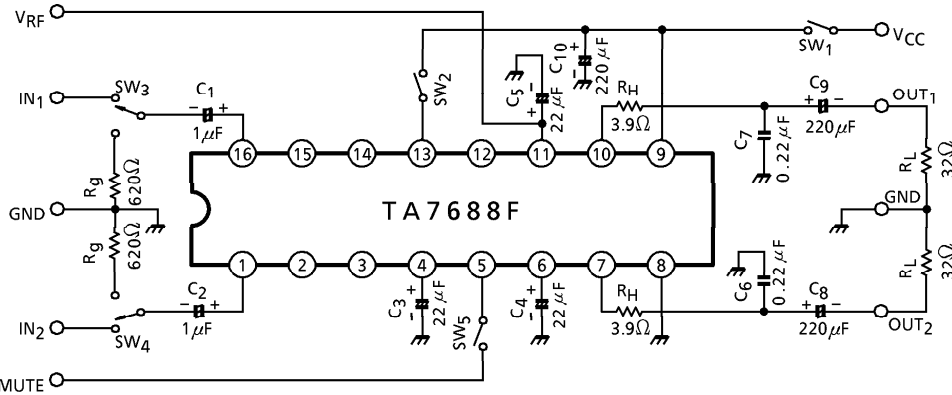 VRF
VCC
SW1
C10
220μF
SW2
C5
22μF
RH
3.9Ω
C9
220μF
OUT1
IN1
SW3
C1
1μF
C7
0.22μF
16
15
14
13
12
11
10
9
RL
32Ω
Rg
620Ω
GND
TA7688F
GND
Rg
620Ω
RL
32Ω
1
2
3
4
5
6
7
8
C2
1μF
IN2
SW4
C3
22μF
SW5
C4
22μF
RH
3.9Ω
C6
0.22μF
C8
220μF
OUT2
MUTE